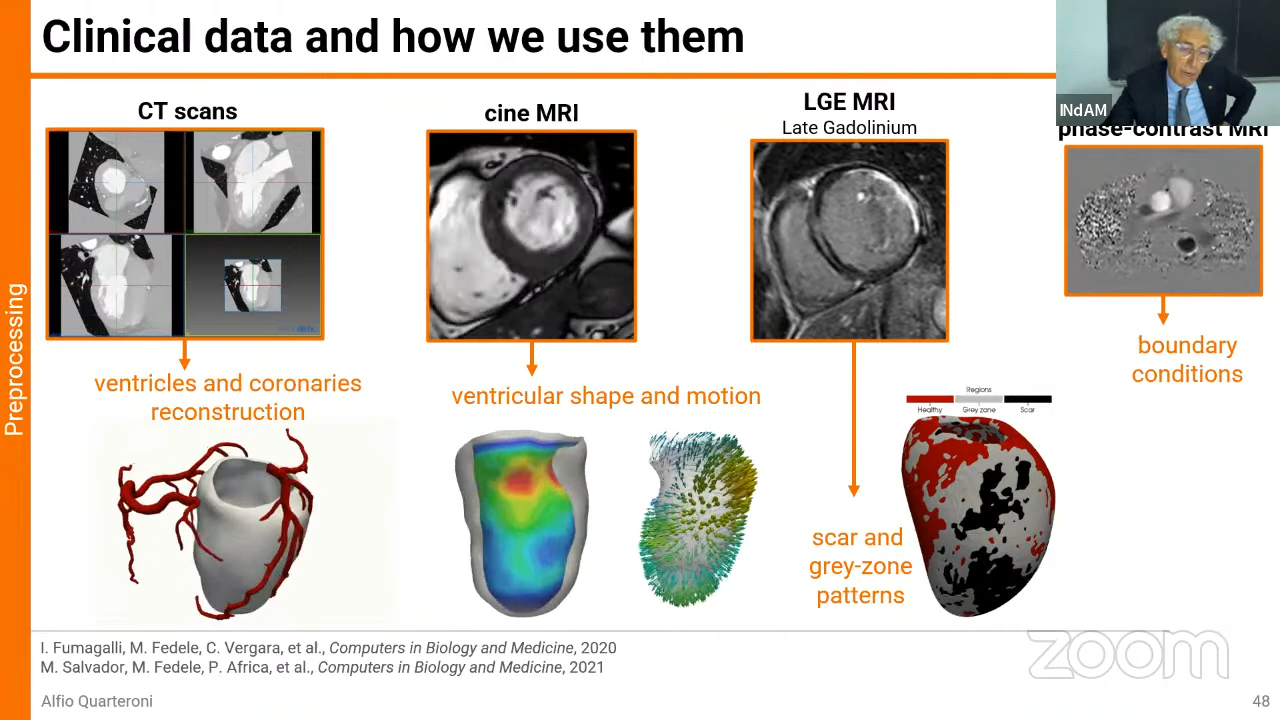 Clinical data and how we use them
INdAM
CT scans
cine MRI
LGE MRI
Late Gadolinium
phase-contrast MRI
Preprocessing
ventricles and coronaries
reconstruction
ventricular shape and motion
boundary
conditions
Regions
Healthy Grey zone Scar
scar and
grey-zone
patterns
I. Fumagalli, M. Fedele, C. Vergara, et al., Computers in Biology and Medicine, 2020
M. Salvador, M. Fedele, P. Africa, et al., Computers in Biology and Medicine, 2021
zoom
Alfio Quarteroni
48